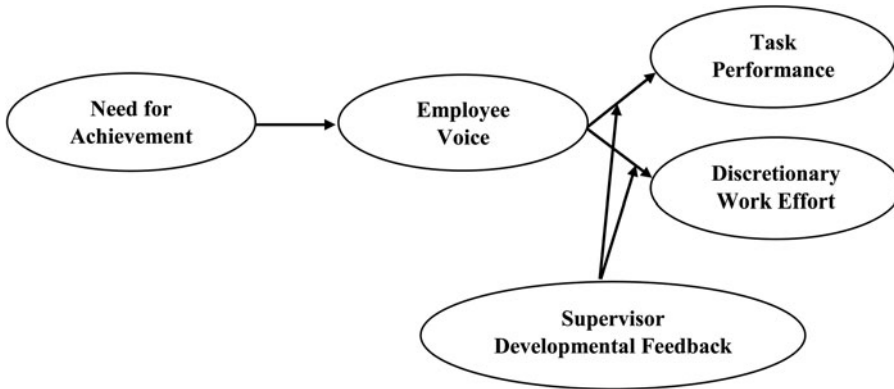 Need for
Achievement
Employee
Voice
Task
Performance
Discretionary
Work Effort
Supervisor
Developmental Feedback